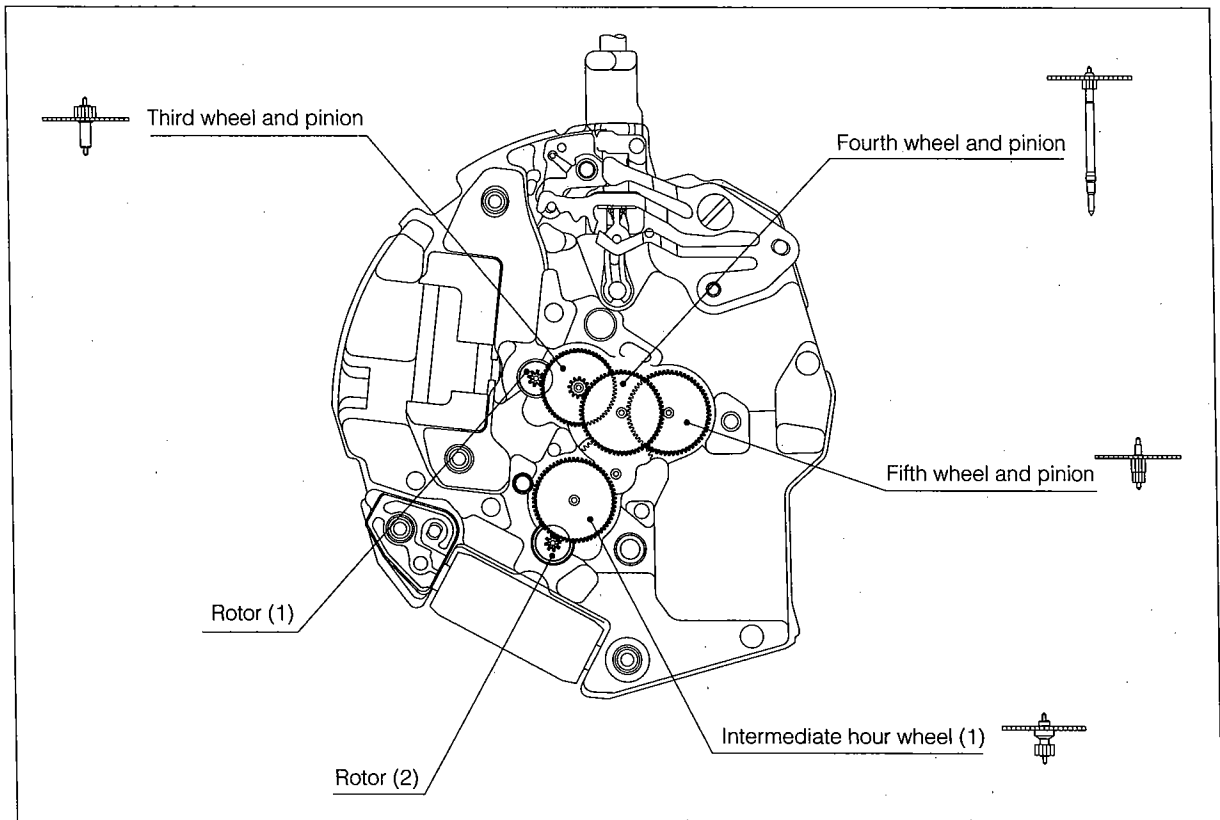 Third wheel and pinion
Fourth wheel and pinion
Fifth wheel and pinion
Rotor (1)
Intermediate hour wheel (1)
Rotor (2)